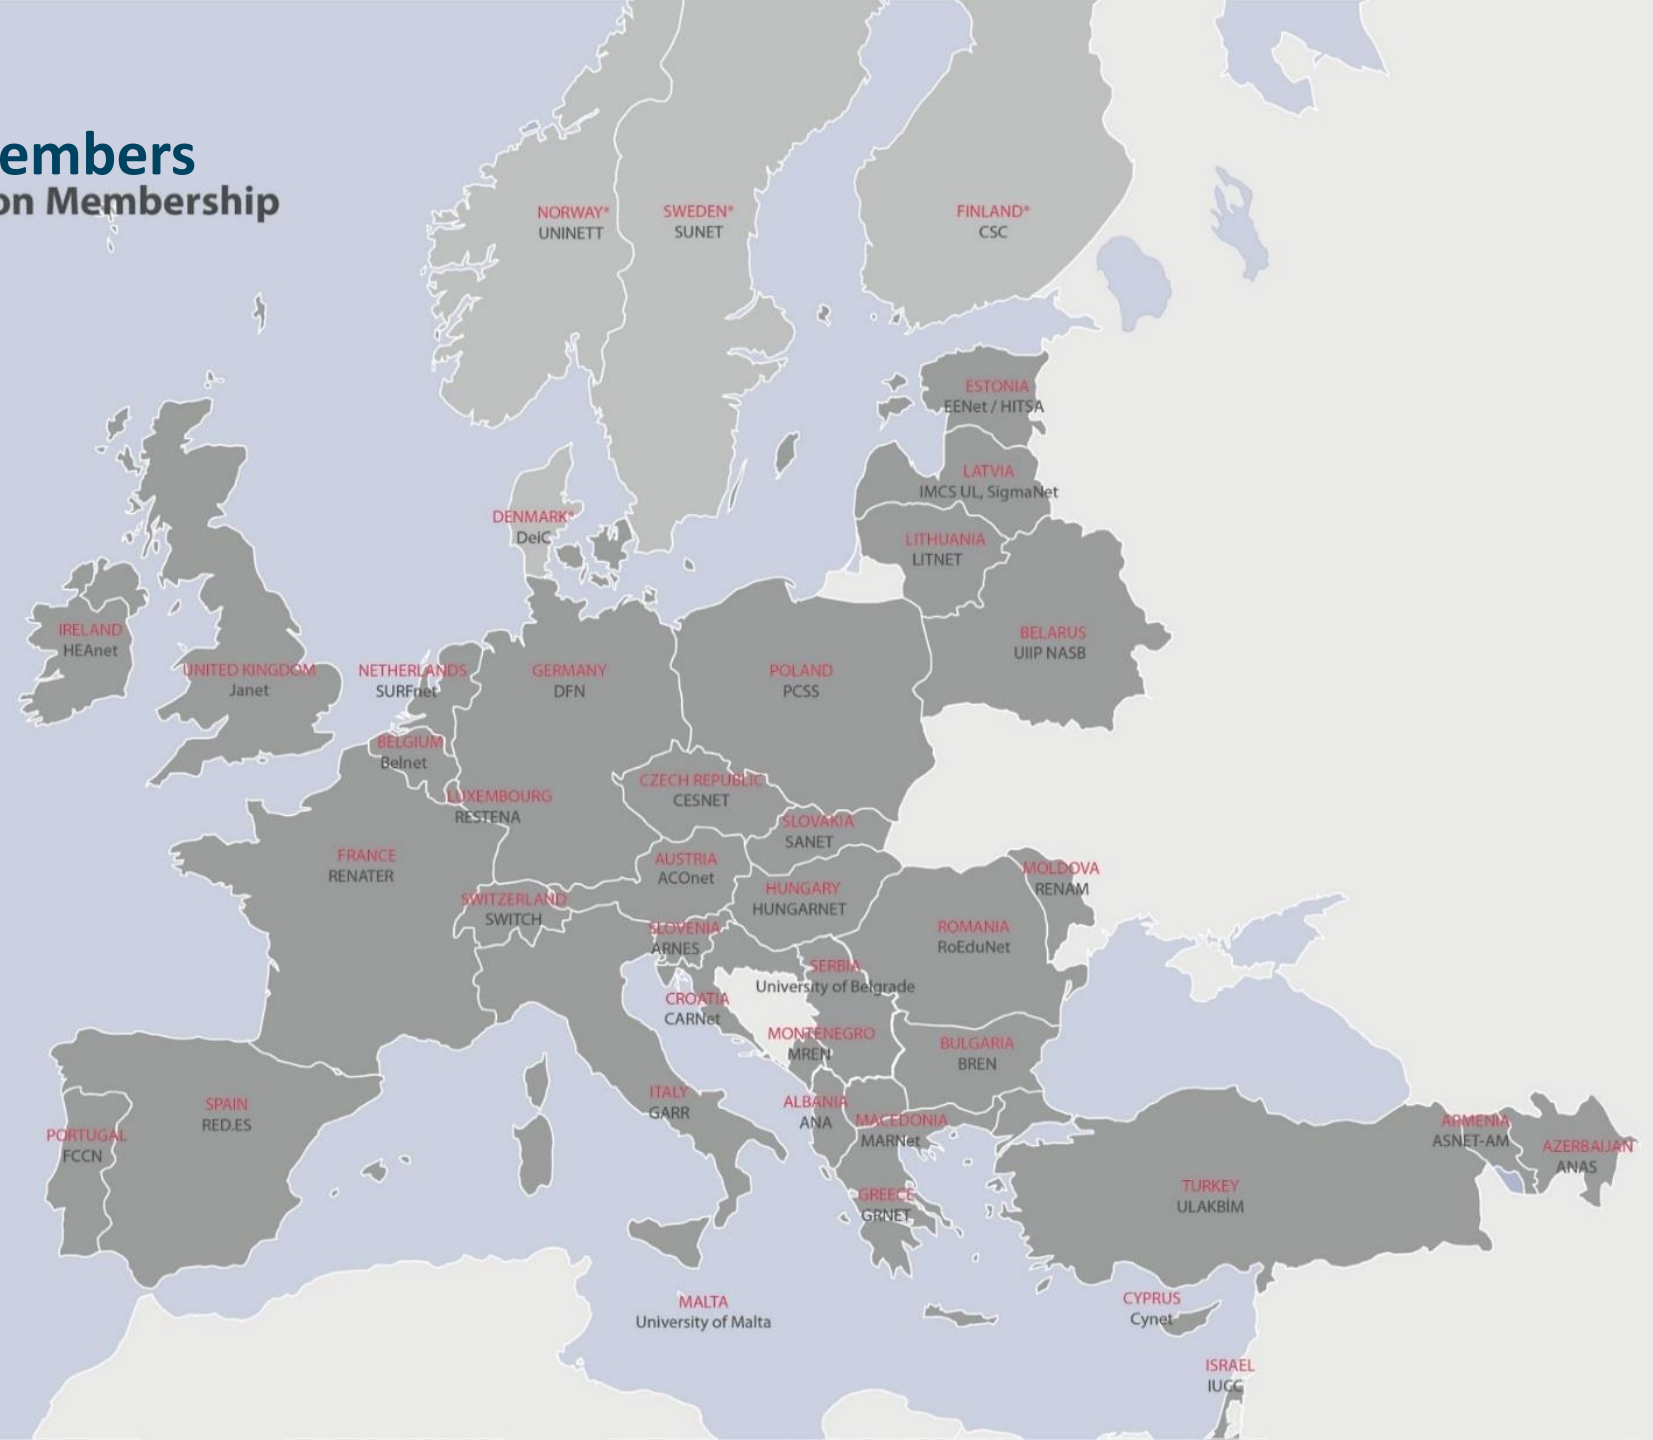 embers
on Membership
NORWAY*
UNINETT
SWEDEN*
SUNET
FINLAND*
CSC
ESTONIA
EENet / HITSA
LATVIA
IMCS UL, SigmaNet
DENMARK*
DeiC
LITHUANIA
LITNET
IRELAND
HEAnet
BELARUS
UIIP NASB
UNITED KINGDOM
Janet
NETHERLANDS
SURFnet
GERMANY
DFN
POLAND
PCSS
BELGIUM
Belnet
CZECH REPUBLIC
CESNET
LUXEMBOURG
RESTENA
SLOVAKIA
SANET
FRANCE
RENATER
AUSTRIA
ACOnet
MOLDOVA
RENAM
HUNGARY
HUNGARNET
SWITZERLAND
SWITCH
SLOVENIA
ARNES
ROMANIA
RoEduNet
SERBIA
University of Belgrade
CROATIA
CARNet
MONTENEGRO
MREN
BULGARIA
BREN
ITALY
GARR
ALBANIA
ANA
SPAIN
RED.ES
MACEDONIA
MARNet
ARMENIA
ASNET-AM
PORTUGAL
FCCN
AZERBAIJAN
ANAS
TURKEY
ULAKBİM
GREECE
GRNET
MALTA
University of Malta
CYPRUS
Cynet
ISRAEL
IUCC